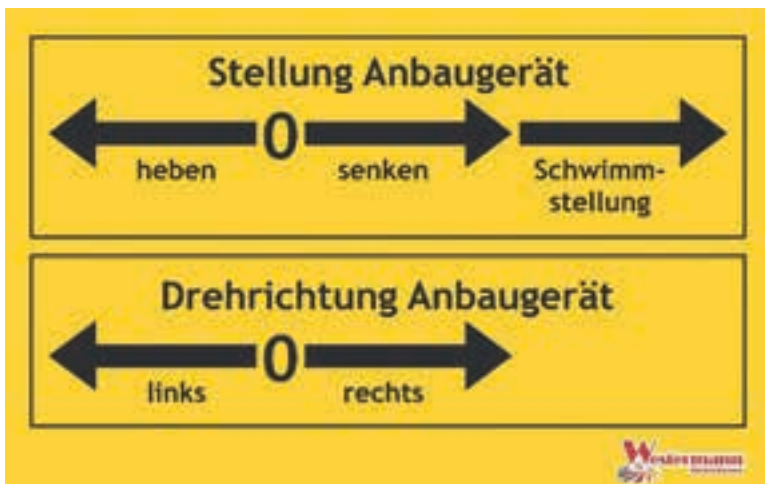 Stellung Anbaugerät
0
heben senken Schwimm-
stellung
Drehrichtung Anbaugerät
0
links rechts
Westermann